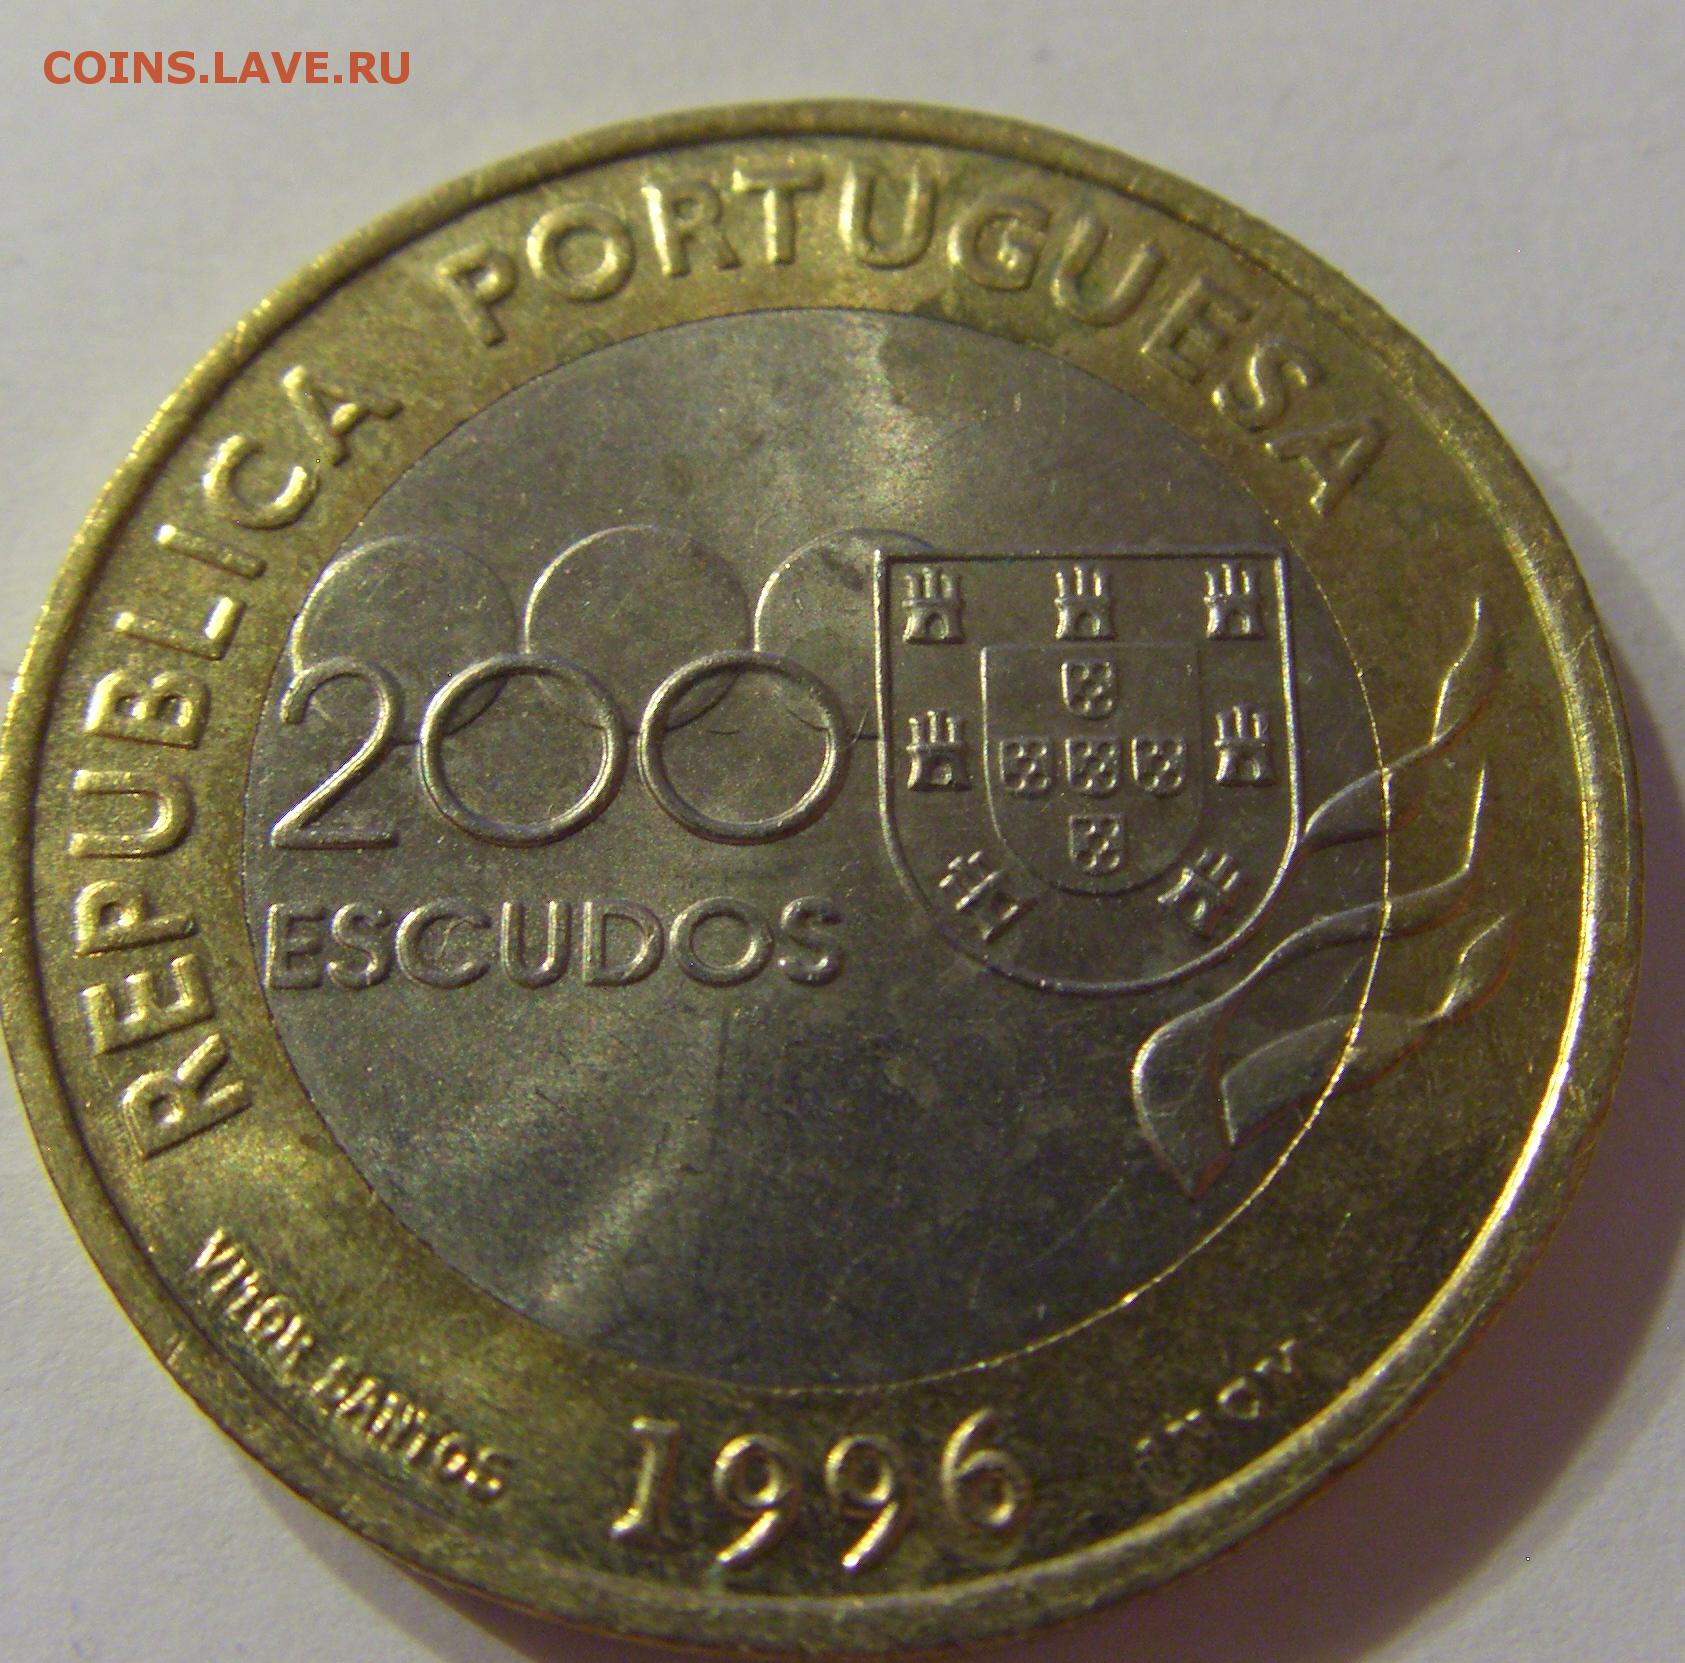 COINS.LAVE.RU
REPUBLICA PORTUGUESA
200
ESCUDOS
VITOR SANTOS
1996
INCM